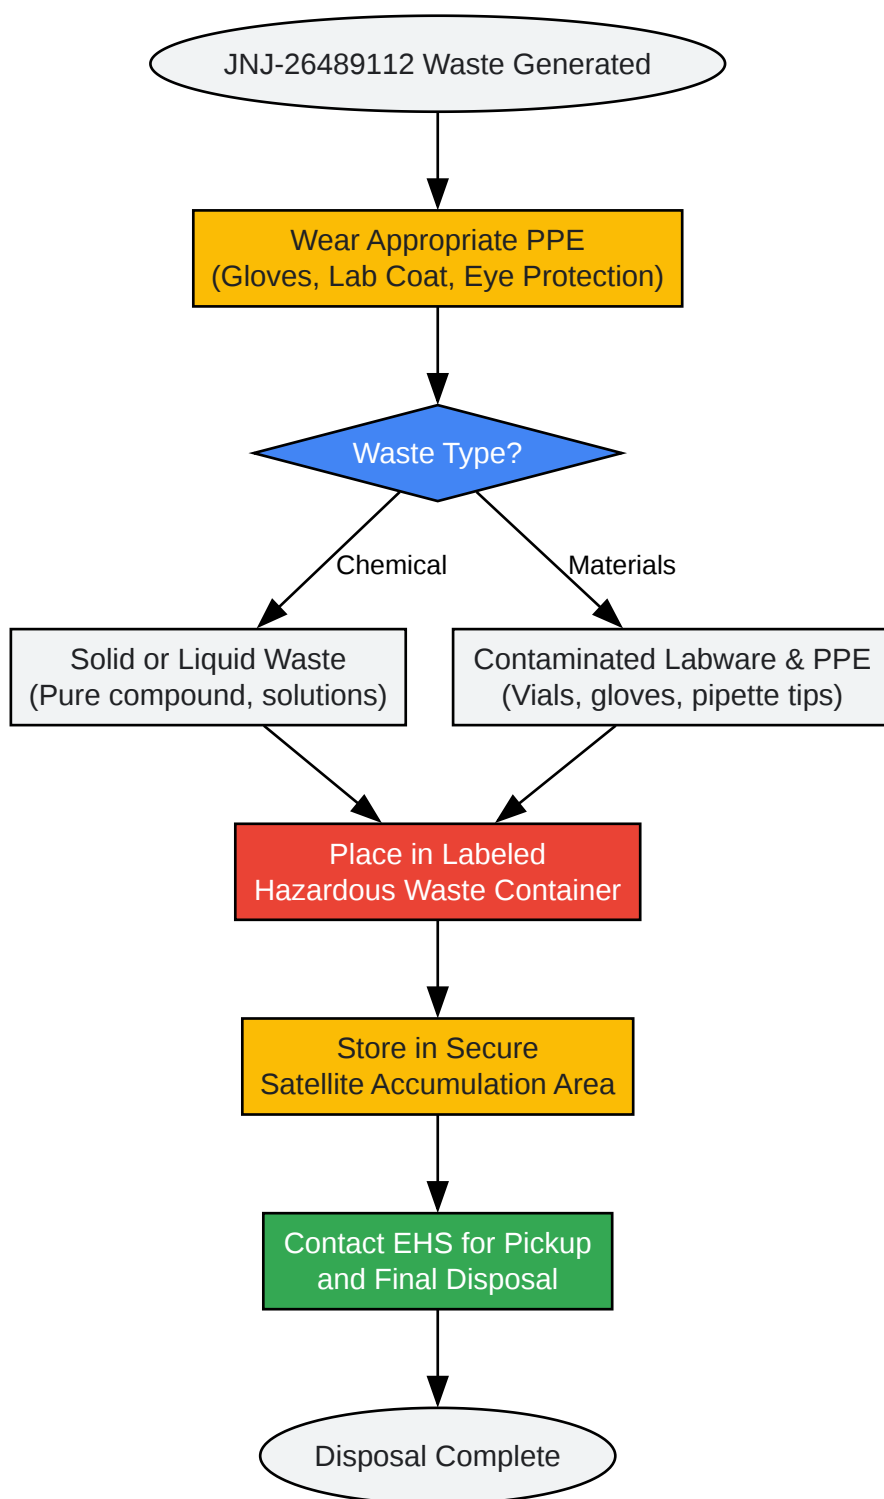 JNJ-26489112 Waste Generated
Wear Appropriate PPE
(Gloves, Lab Coat, Eye Protection)
Waste Type?
Chemical
Materials
Solid or Liquid Waste
(Pure compound, solutions)
Contaminated Labware & PPE
(Vials, gloves, pipette tips)
Place in Labeled
Hazardous Waste Container
Store in Secure
Satellite Accumulation Area
Contact EHS for Pickup
and Final Disposal
Disposal Complete